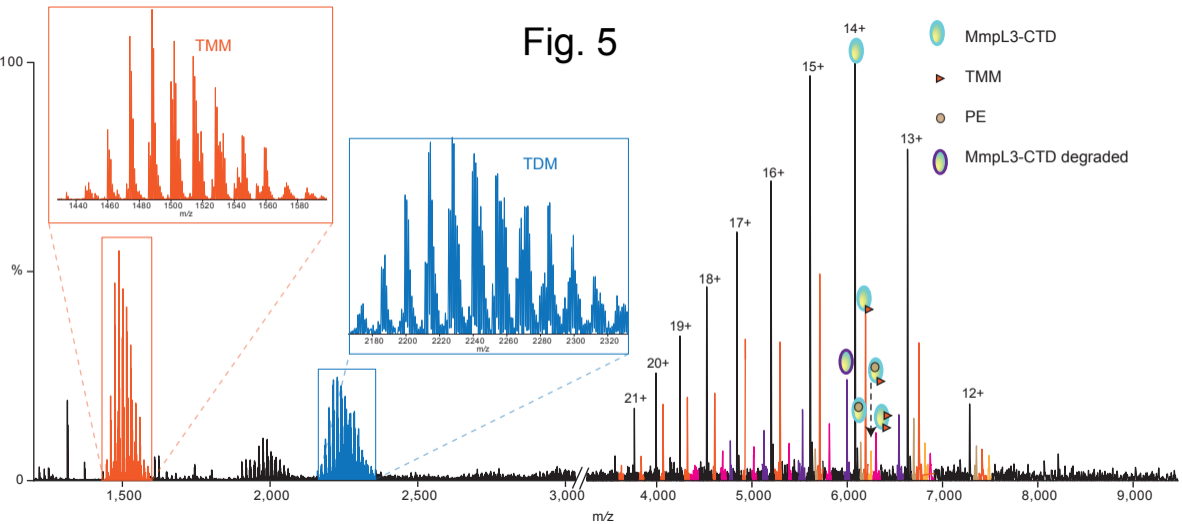 Fig. 5
TMM
1440 1460 1480 1500 1520 1540 1560 1580
m/z
TDM
2180 2200 2220 2240 2260 2280 2300 2320
m/z
100
%
0
21+
20+
19+
18+
17+
16+
15+
14+
13+
12+
MmpL3-CTD
TMM
PE
MmpL3-CTD degraded
1,500 2,000 2,500 3,000 4,000 5,000 6,000 7,000 8,000 9,000
m/z